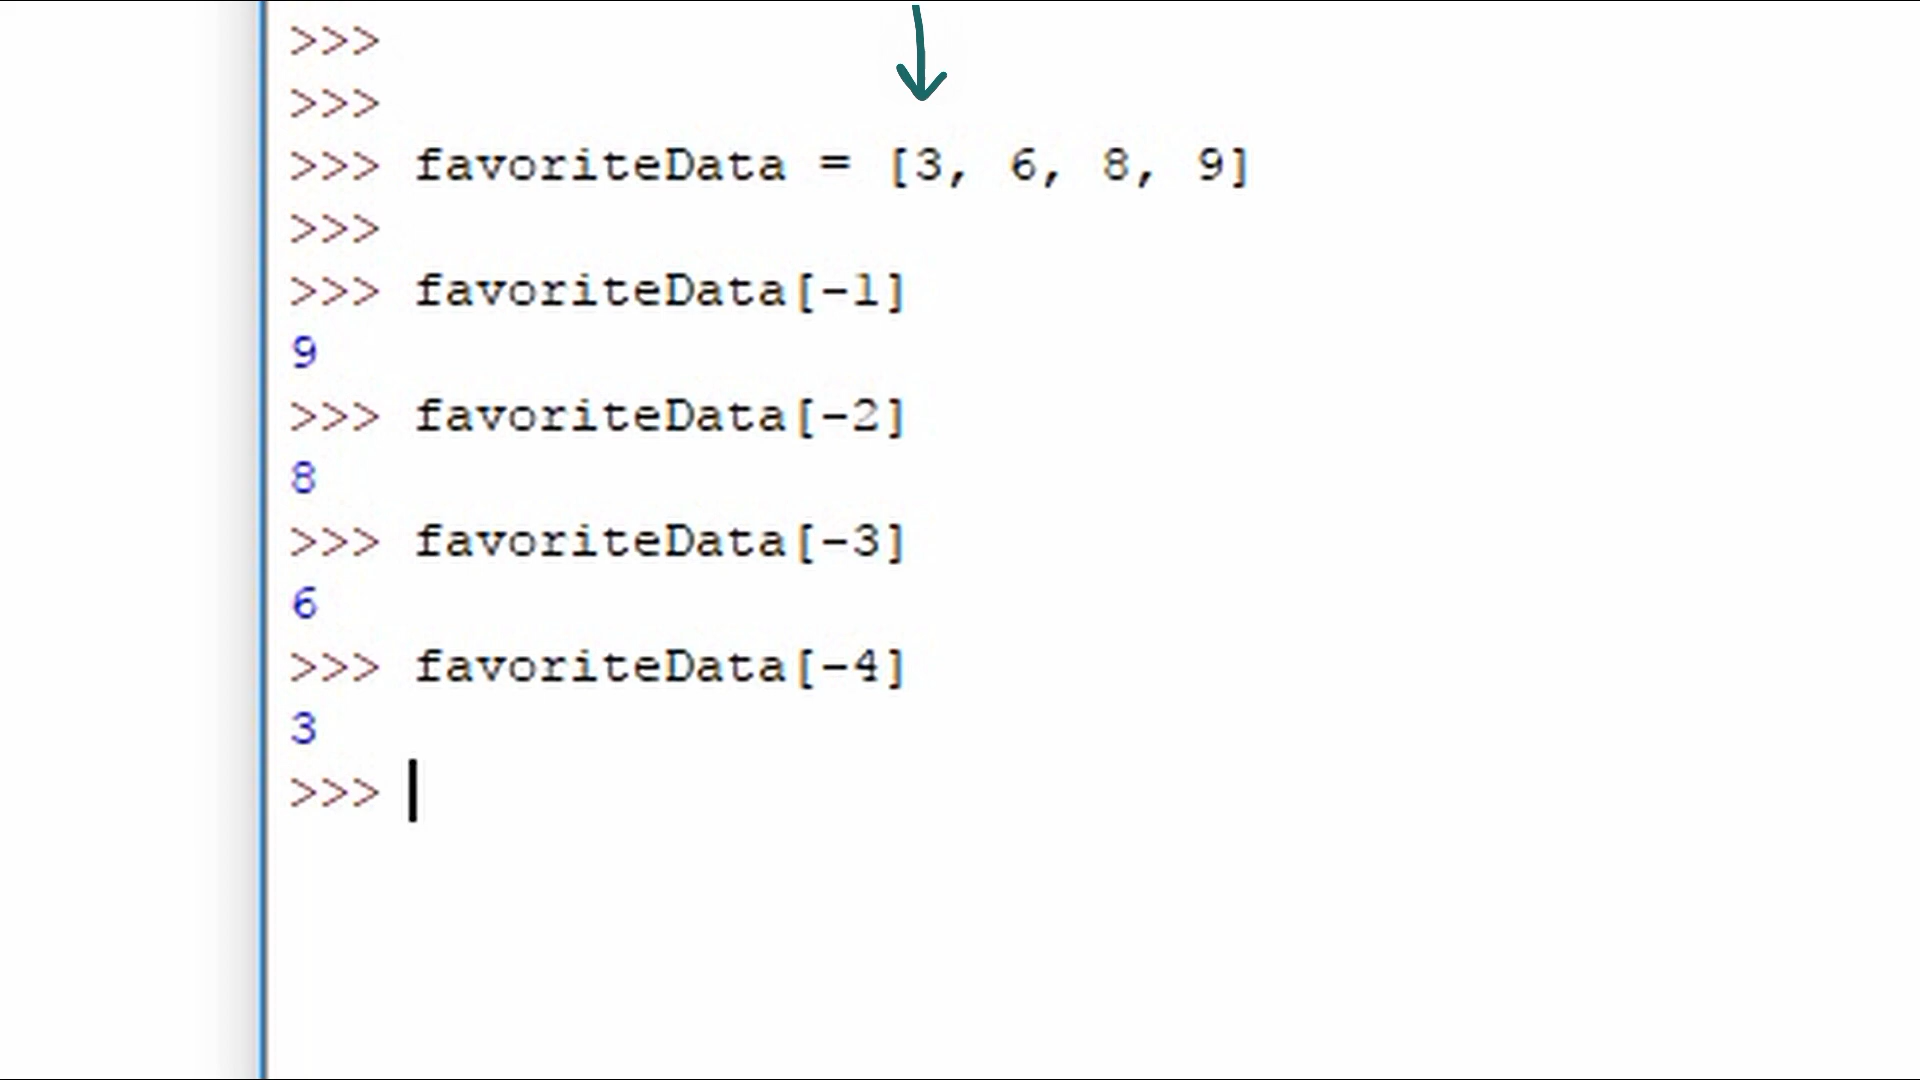 >>>
>>>
>>> favoriteData = [3, 6, 8, 9]
>>>
>>> favoriteData[-1]
9
>>> favoriteData[-2]
8
>>> favoriteData[-3]
6
>>> favoriteData[-4]
3
>>>